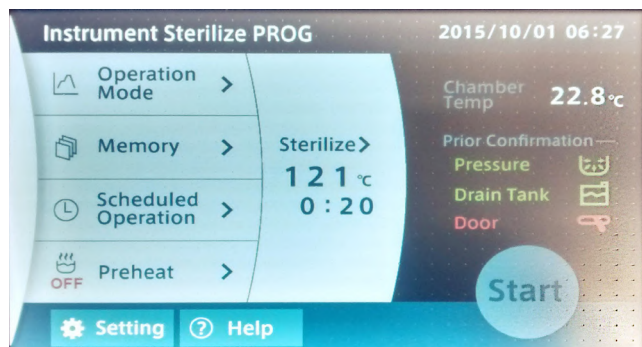 Instrument Sterilize PROG
2015/10/01 06:27
Operation
Mode
Memory
Scheduled
Operation
OFF
Preheat
Sterilize
121 ℃
0:20
Chamber
Temp
22.8℃
Prior Confirmation
Pressure
Drain Tank
Door
Start
Setting
? Help